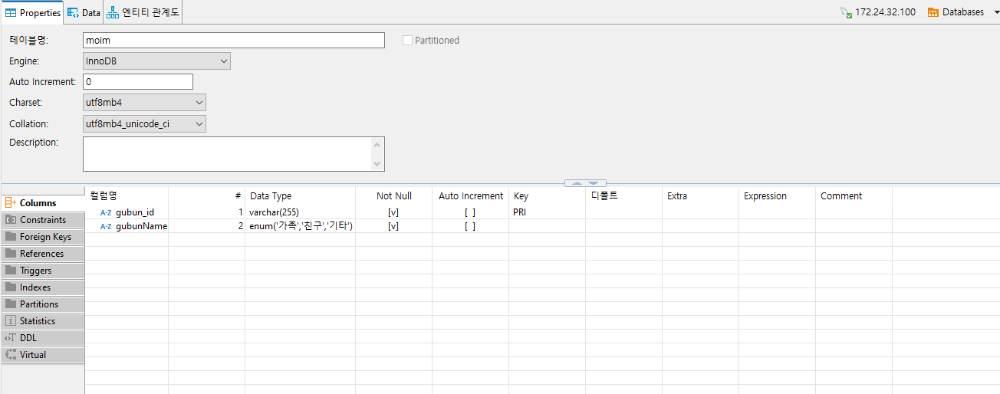 Properties Data 엔티티 관계도 172.24.32.100 Databases
테이블명: moim Partitioned
Engine: InnoDB
Auto Increment: 0
Charset: utf8mb4
Collation: utf8mb4_unicode_ci
Description:
컬럼명 # Data Type Not Null Auto Increment Key 디폴트 Extra Expression Comment
A-Z gubun_id 1 varchar(255) [v] [ ] PRI
A-Z gubunName 2 enum('가족','친구','기타') [v] [ ]
Columns
Constraints
Foreign Keys
References
Triggers
Indexes
Partitions
Statistics
DDL
Virtual